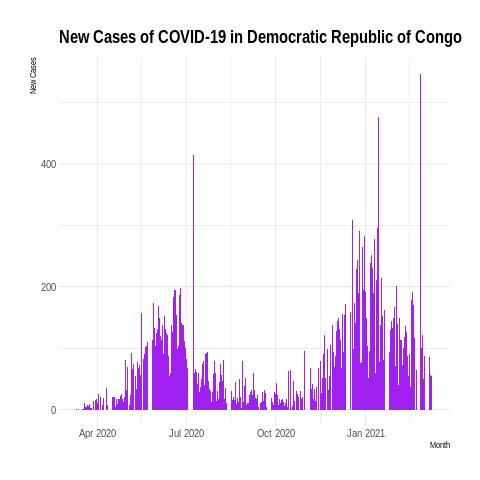 New Cases of COVID-19 in Democratic Republic of Congo
New Cases
400
200
0
Apr 2020 Jul 2020 Oct 2020 Jan 2021
Month